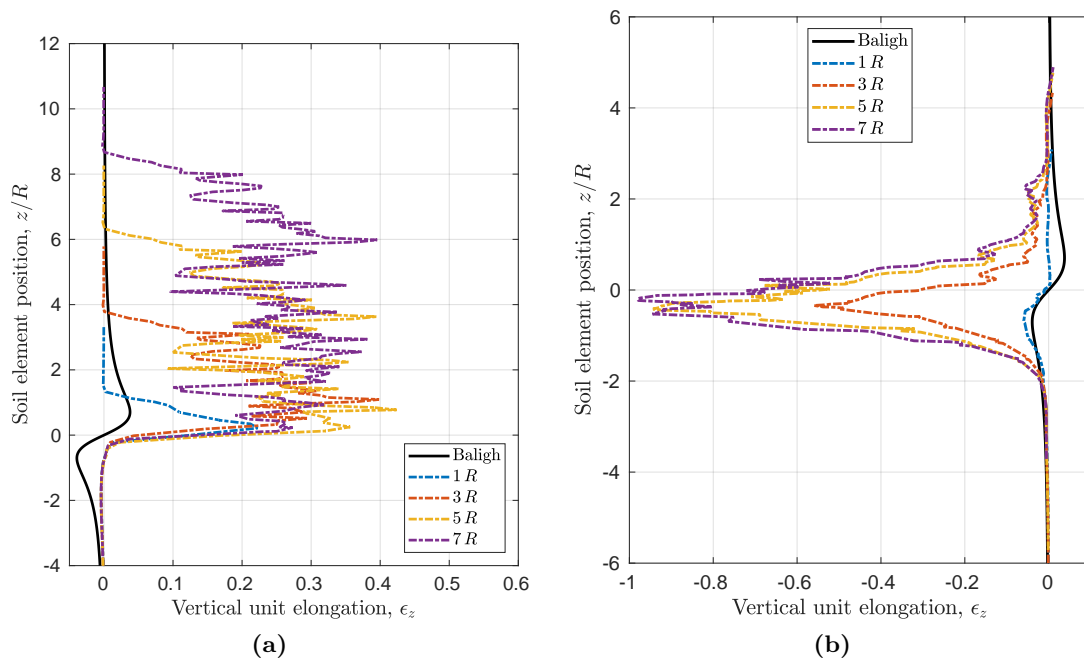 12
10
8
6
4
2
0
-2
-4
Soil element position, z/R
Baligh
1 R
3 R
5 R
7 R
0
0.1
0.2
0.3
0.4
0.5
0.6
Vertical unit elongation, ϵz
(a)
6
4
2
0
-2
-4
-6
Soil element position, z/R
Baligh
1 R
3 R
5 R
7 R
-1
-0.8
-0.6
-0.4
-0.2
0
Vertical unit elongation, ϵz
(b)